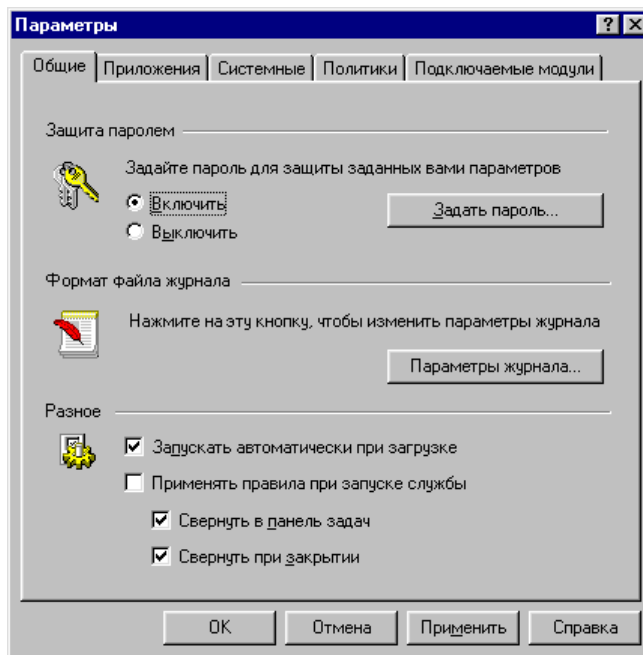 Параметры
Общие Приложения Системные Политики Подключаемые модули
Защита паролем
Задайте пароль для защиты заданных вами параметров
Включить
Задать пароль...
Выключить
Формат файла журнала
Нажмите на эту кнопку, чтобы изменить параметры журнала
Параметры журнала...
Разное
Запускать автоматически при загрузке
Применять правила при запуске службы
Свернуть в панель задач
Свернуть при закрытии
OK Отмена Применить Справка